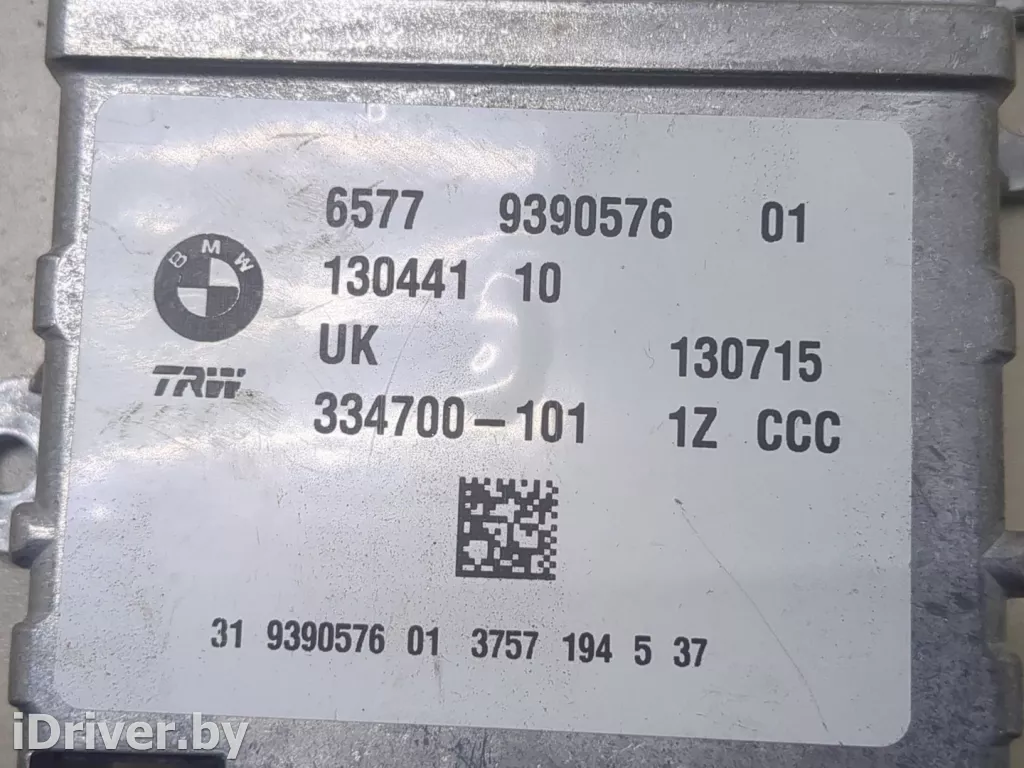 6577 9390576 01
BMW
130441 10
UK 130715
TRW
334700-101 1Z CCC
31 9390576 01 3757 194 5 37
iDriver.by